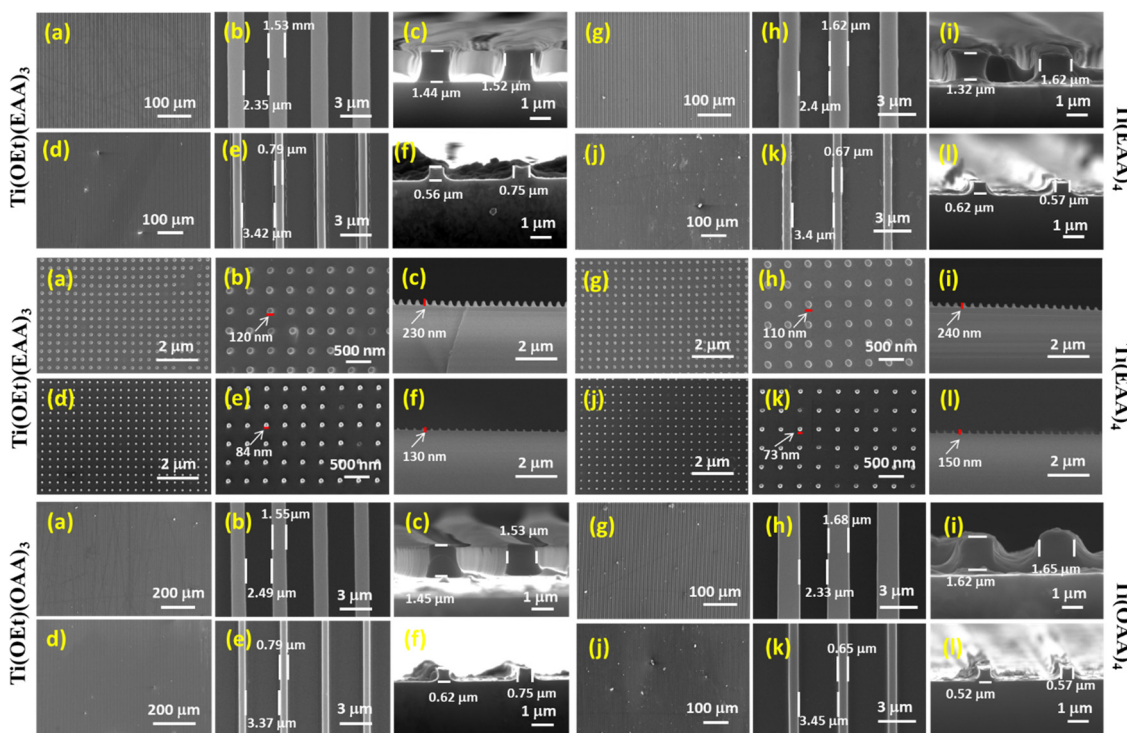 Ti(OEt)(EAA)₃
(a)
100 µm
(b)
1.53 mm
2.35 µm
3 µm
(c)
1.44 µm
1.52 µm
1 µm
(g)
100 µm
(h)
1.62 µm
2.4 µm
3 µm
(i)
1.32 µm
1.62 µm
1 µm
Ti(EAA)₄
(d)
100 µm
(e)
0.79 µm
3.42 µm
3 µm
(f)
0.56 µm
0.75 µm
1 µm
(j)
100 µm
(k)
0.67 µm
3.4 µm
3 µm
(l)
0.62 µm
0.57 µm
1 µm
Ti(OEt)(EAA)₃
(a)
2 µm
(b)
120 nm
500 nm
(c)
230 nm
2 µm
(g)
2 µm
(h)
110 nm
500 nm
(i)
240 nm
2 µm
Ti(EAA)₄
(d)
2 µm
(e)
84 nm
500 nm
(f)
130 nm
2 µm
(j)
2 µm
(k)
73 nm
500 nm
(l)
150 nm
2 µm
Ti(OEt)(OAA)₃
(a)
200 µm
(b)
1.55µm
2.49 µm
3 µm
(c)
1.53 µm
1.45µm
1 µm
(g)
100 µm
(h)
1.68 µm
2.33 µm
3 µm
(i)
1.62 µm
1.65 µm
1 µm
Ti(OAA)₄
d)
200 µm
(e)
0.79 µm
3.37 µm
3 µm
(f)
0.62 µm
0.75 µm
1 µm
(j)
100 µm
(k)
0.65 µm
3.45 µm
3 µm
(l)
0.52 µm
0.57 µm
1 µm